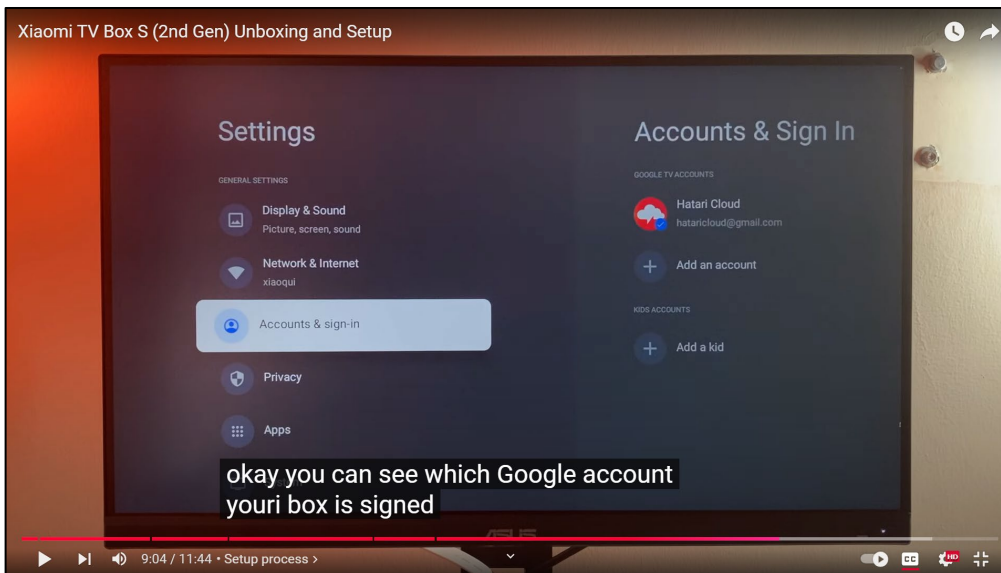 Xiaomi TV Box S (2nd Gen) Unboxing and Setup
Settings
GENERAL SETTINGS
Display & Sound
Picture, screen, sound
Network & Internet
xiaoqui
Accounts & sign-in
Privacy
Apps
Accounts & Sign In
GOOGLE TV ACCOUNTS
Hatari Cloud
hataricloud@gmail.com
Add an account
KIDS ACCOUNTS
Add a kid
okay you can see which Google account
youri box is signed
ASUS
9:04 / 11:44 • Setup process >
CC
HD